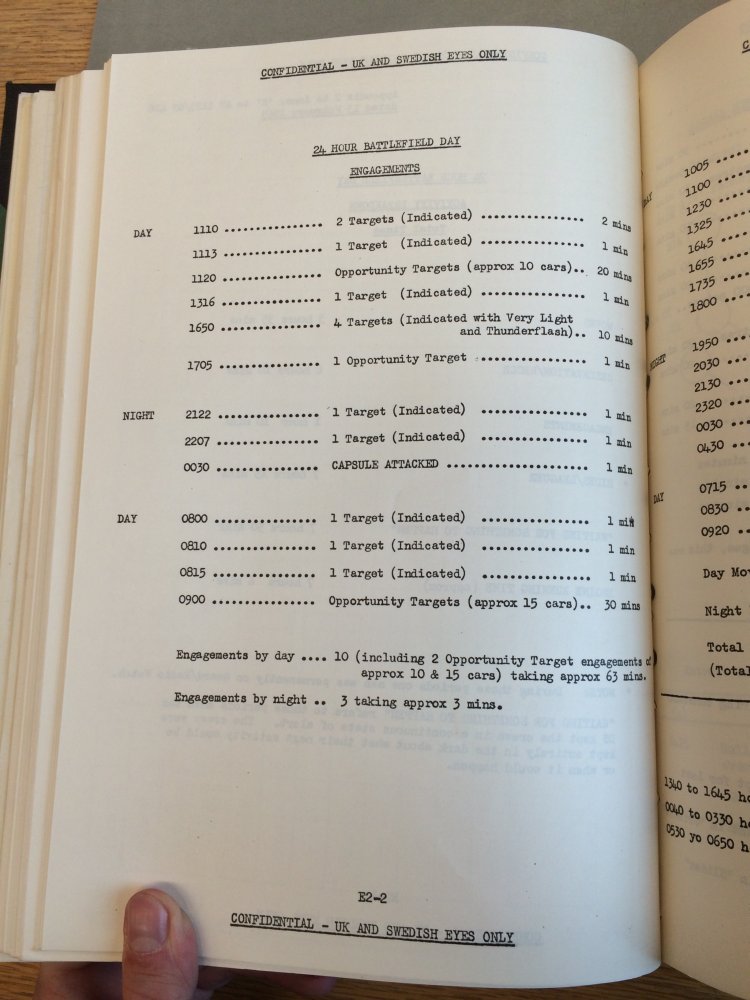 CONFIDENTIAL - UK AND SWEDISH EYES ONLY
24 HOUR BATTLEFIELD DAY
ENGAGEMENTS
DAY 1110 ................ 2 Targets (Indicated) ................ 2 mins
1113 ................ 1 Target (Indicated) ................ 1 min
1120 ................ Opportunity Targets (approx 10 cars).. 20 mins
1316 ................ 1 Target (Indicated) ................ 1 min
1650 ................ 4 Targets (Indicated with Very Light
and Thunderflash).. 10 mins
1705 ................ 1 Opportunity Target ................ 1 min
NIGHT 2122 ................ 1 Target (Indicated) ................ 1 min
2207 ................ 1 Target (Indicated) ................ 1 min
0030 ................ CAPSULE ATTACKED ...................... 1 min
DAY 0800 ................ 1 Target (Indicated) ................ 1 min
0810 ................ 1 Target (Indicated) ................ 1 min
0815 ................ 1 Target (Indicated) ................ 1 min
0900 ................ Opportunity Targets (approx 15 cars).. 30 mins
Engagements by day .... 10 (including 2 Opportunity Target engagements of
approx 10 & 15 cars) taking approx 63 mins.
Engagements by night .. 3 taking approx 3 mins.
E2-2
CONFIDENTIAL - UK AND SWEDISH EYES ONLY
1005 ....
1100 ....
1230 ....
1325 ....
1645 ....
1655 ....
1735 ....
1800 ....
1950 ....
2030 ....
2130 ....
2320 ....
0030 ....
0430 ....
DAY 0715 ..
0830 ..
0920 ..
Day Mo
Night
Total
(Total
1340 to 1645 h
0040 to 0330 h
0530 yo 0650 h